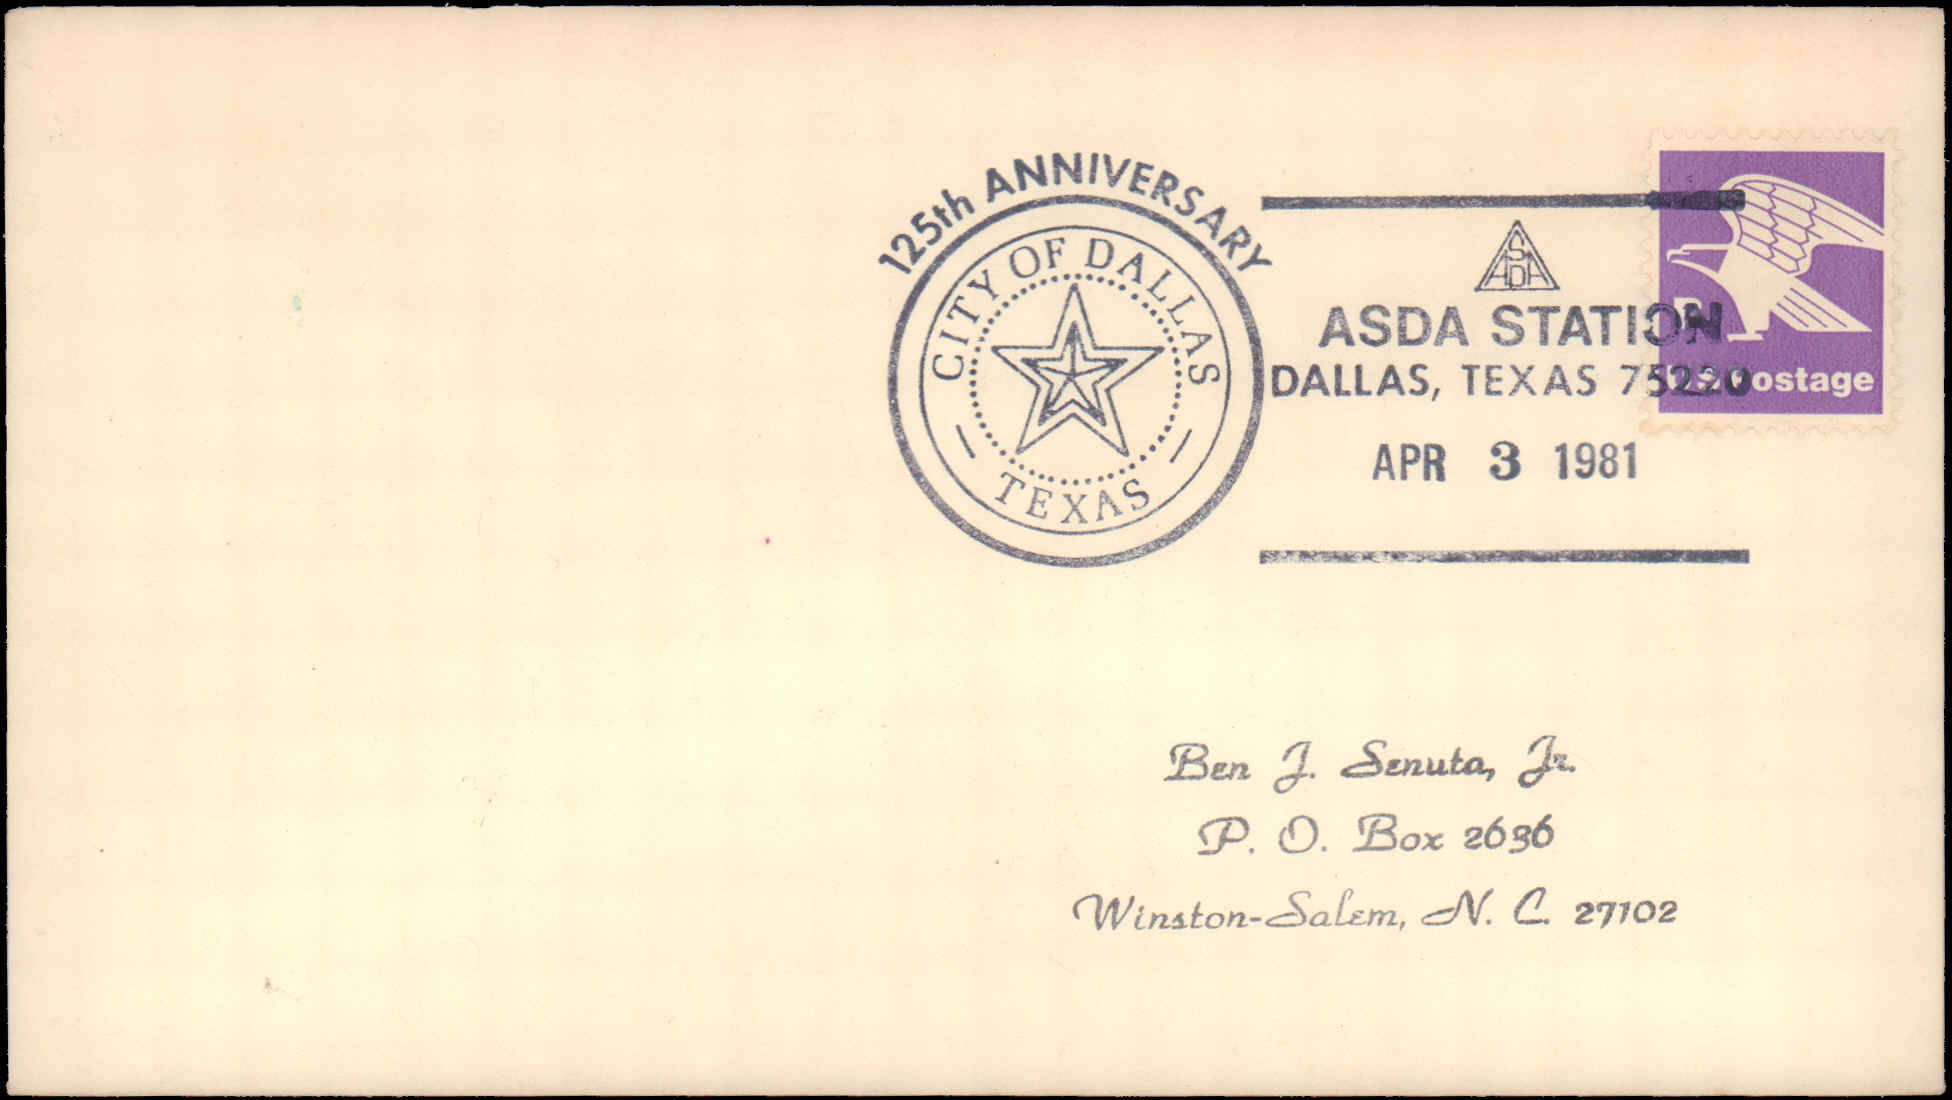 125th ANNIVERSARY
CITY OF DALLAS
TEXAS
ASDA
ASDA STATION
DALLAS, TEXAS 75220
APR 3 1981
B
US Postage
Ben J. Senuta, Jr.
P. O. Box 2636
Winston-Salem, N. C. 27102